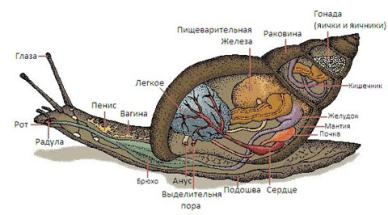 Гонада
(яички и яичники)
Пищеварительная
Железа
Раковина
Глаза
Легкое
Кишечник
Пенис
Вагина
Желудок
Мантия
Почка
Рот
Радула
Брюхо
Анус
Выделительня
пора
Подошва
Сердце